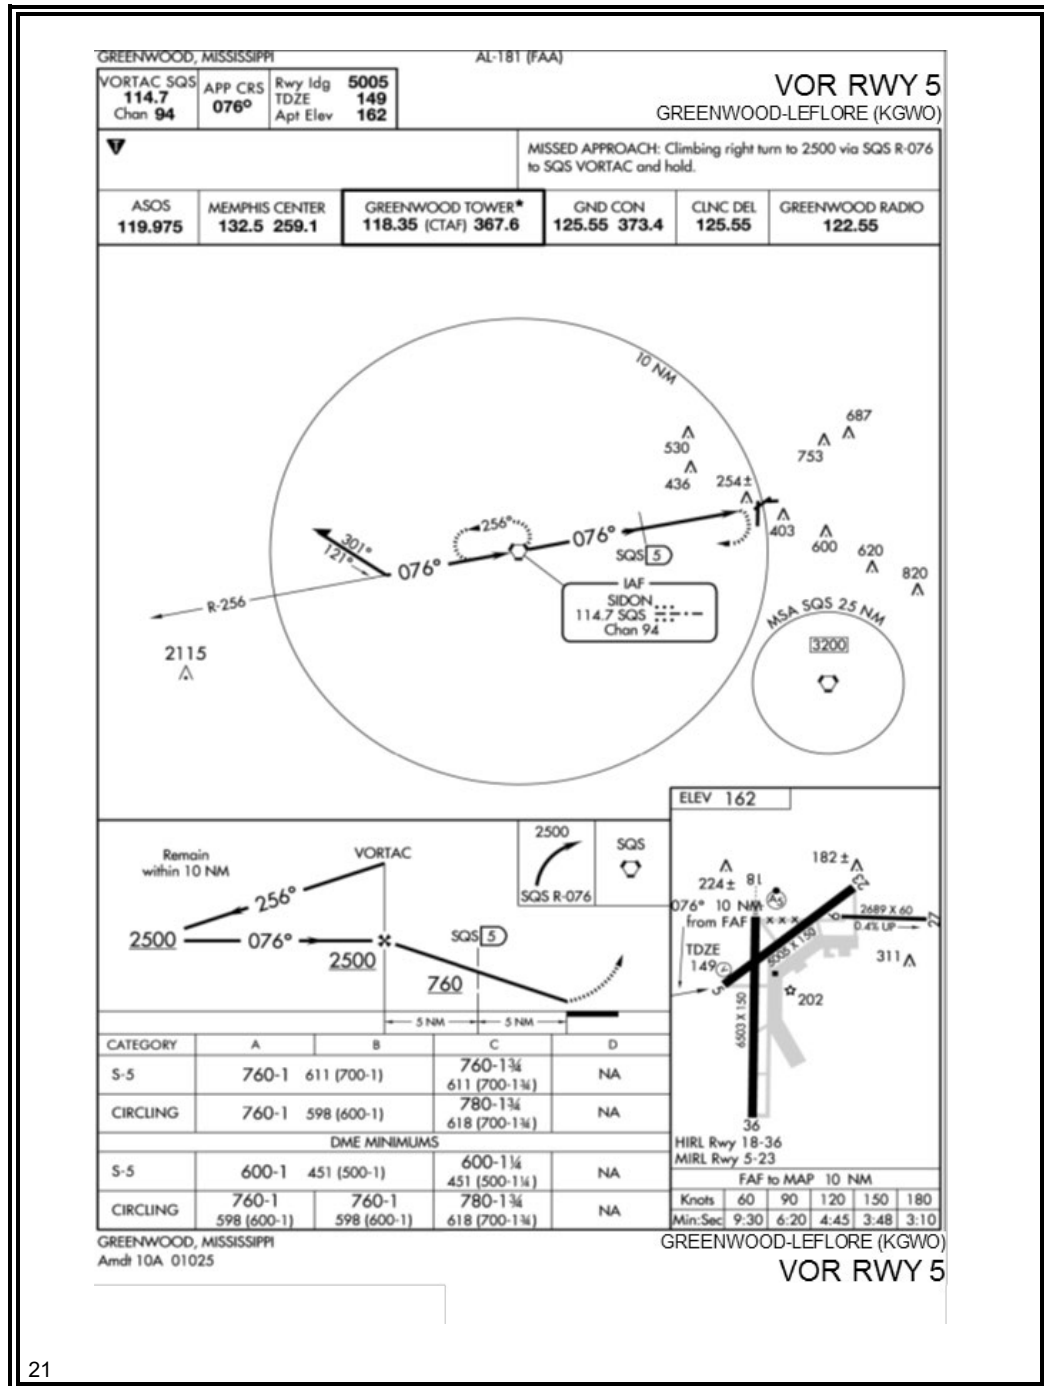 GREENWOOD, MISSISSIPPI AL-181 (FAA)
VORTAC SQS
114.7
Chan 94
APP CRS
076°
Rwy ldg 5005
TDZE 149
Apt Elev 162
VOR RWY 5
GREENWOOD-LEFLORE (KGWO)
T
MISSED APPROACH: Climbing right turn to 2500 via SQS R-076
to SQS VORTAC and hold.
ASOS
119.975
MEMPHIS CENTER
132.5 259.1
GREENWOOD TOWER*
118.35 (CTAF) 367.6
GND CON
125.55 373.4
CLNC DEL
125.55
GREENWOOD RADIO
122.55
10 NM
687
530
753
436
254±
403
600
620
820
256°
076°
SQS 5
301°
121°
076°
R-256
IAF
SIDON
114.7 SQS
Chan 94
MSA SQS 25 NM
3200
2115
Remain
within 10 NM
VORTAC
256°
2500
076°
2500
SQS 5
760
5 NM
5 NM
2500
SQS R-076
SQS
ELEV 162
182±
224±
18
23
A5
076° 10 NM
from FAF
9
2689 X 60
0.4% UP
27
TDZE
149
5005 X 150
311
5
202
6503 X 150
36
HIRL Rwy 18-36
MIRL Rwy 5-23
CATEGORY A B C D
S-5 760-1 611 (700-1) 760-1¾ NA
611 (700-1¾)
CIRCLING 760-1 598 (600-1) 780-1¾ NA
618 (700-1¾)
DME MINIMUMS
S-5 600-1 451 (500-1) 600-1¼ NA
451 (500-1¼)
CIRCLING 760-1 760-1 780-1¾ NA
598 (600-1) 598 (600-1) 618 (700-1¾)
FAF to MAP 10 NM
Knots 60 90 120 150 180
Min:Sec 9:30 6:20 4:45 3:48 3:10
GREENWOOD, MISSISSIPPI
Amdt 10A 01025
GREENWOOD-LEFLORE (KGWO)
VOR RWY 5
21